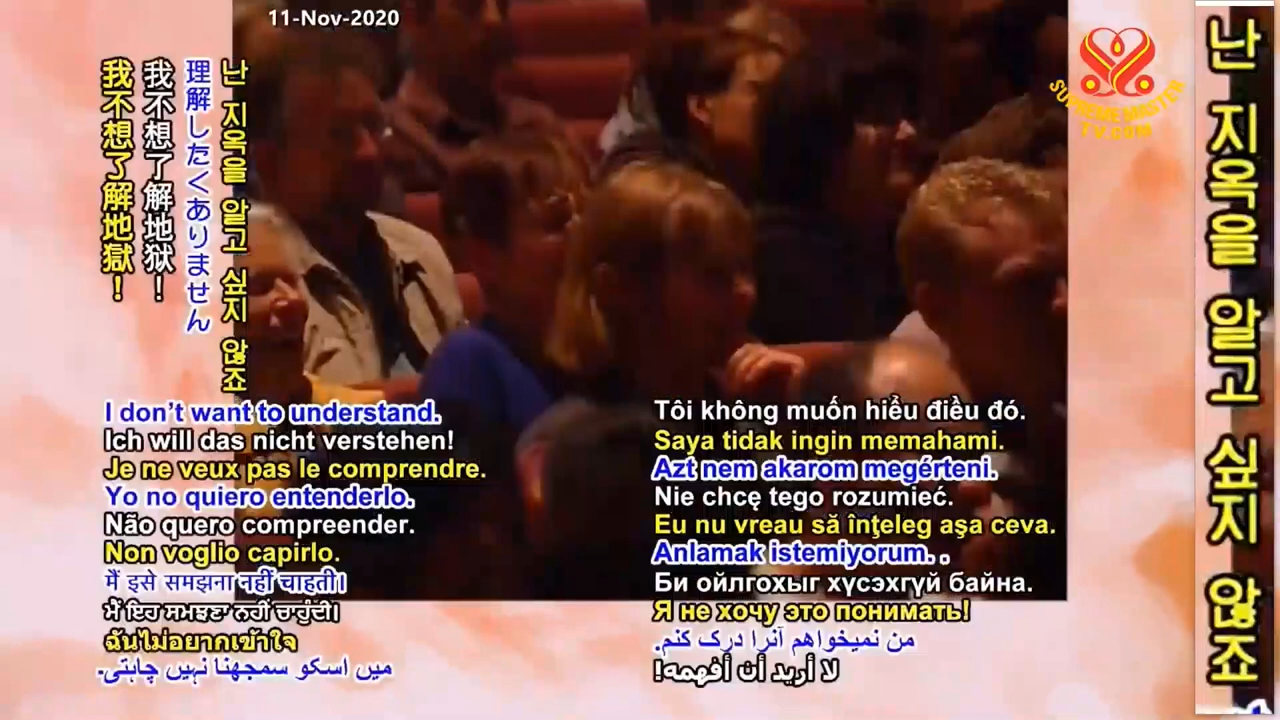 11-Nov-2020
SUPREME MASTER
TV.COM
我不想了解地獄！
我不想了解地狱！
理解したくありません
난 지옥을 알고 싶지 않죠
I don’t want to understand.
Ich will das nicht verstehen!
Je ne veux pas le comprendre.
Yo no quiero entenderlo.
Não quero compreender.
Non voglio capirlo.
मैं इसे समझना नहीं चाहती।
ਮੈਂ ਇਹ ਸਮਝਣਾ ਨਹੀਂ ਚਾਹੁੰਦੀ।
ฉันไม่อยากเข้าใจ
میں اسکو سمجھنا نہیں چاہتی۔
Tôi không muốn hiểu điều đó.
Saya tidak ingin memahami.
Azt nem akarom megérteni.
Nie chcę tego rozumieć.
Eu nu vreau să înţeleg aşa ceva.
Anlamak istemiyorum. .
Би ойлгохыг хүсэхгүй байна.
Я не хочу это понимать!
من نمیخواهم آنرا درک کنم.
لا أريد أن أفهمه!
난 지옥을 알고 싶지 않죠